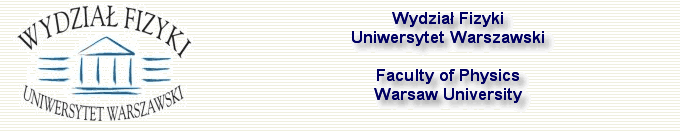 WYDZIAŁ FIZYKI
UNIWERSYTET WARSZAWSKI
Wydział Fizyki
Uniwersytet Warszawski
Faculty of Physics
Warsaw University